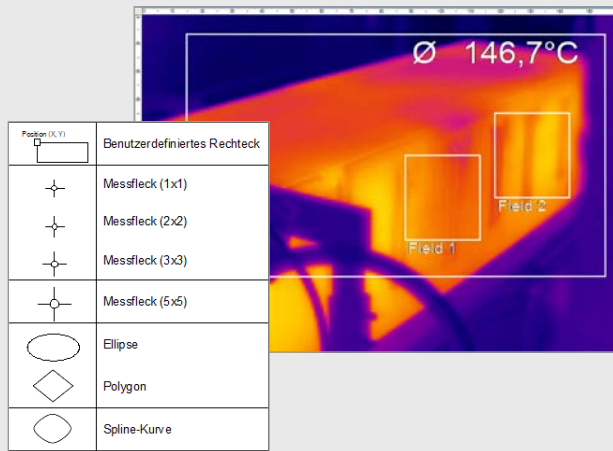 Ø 146,7°C
Field 2
Field 1
Position (X, Y)
Benutzerdefiniertes Rechteck
Messfleck (1x1)
Messfleck (2x2)
Messfleck (3x3)
Messfleck (5x5)
Ellipse
Polygon
Spline-Kurve